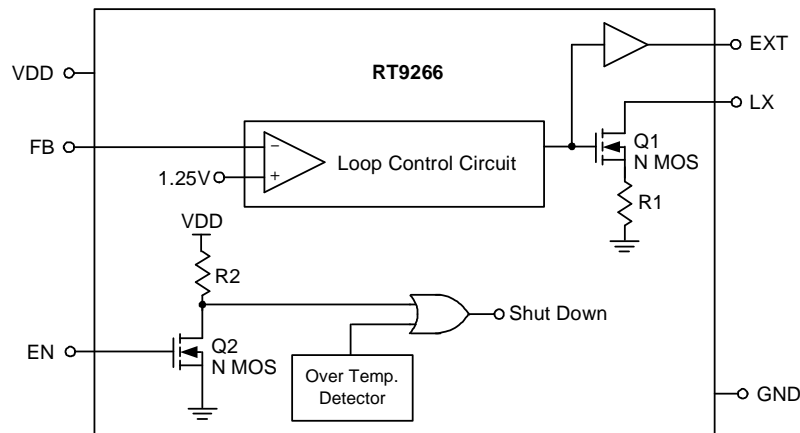 EXT
VDD
RT9266
LX
Q1
N MOS
FB
−
Loop Control Circuit
1.25V
+
R1
VDD
R2
Shut Down
EN
Q2
N MOS
Over Temp.
Detector
GND